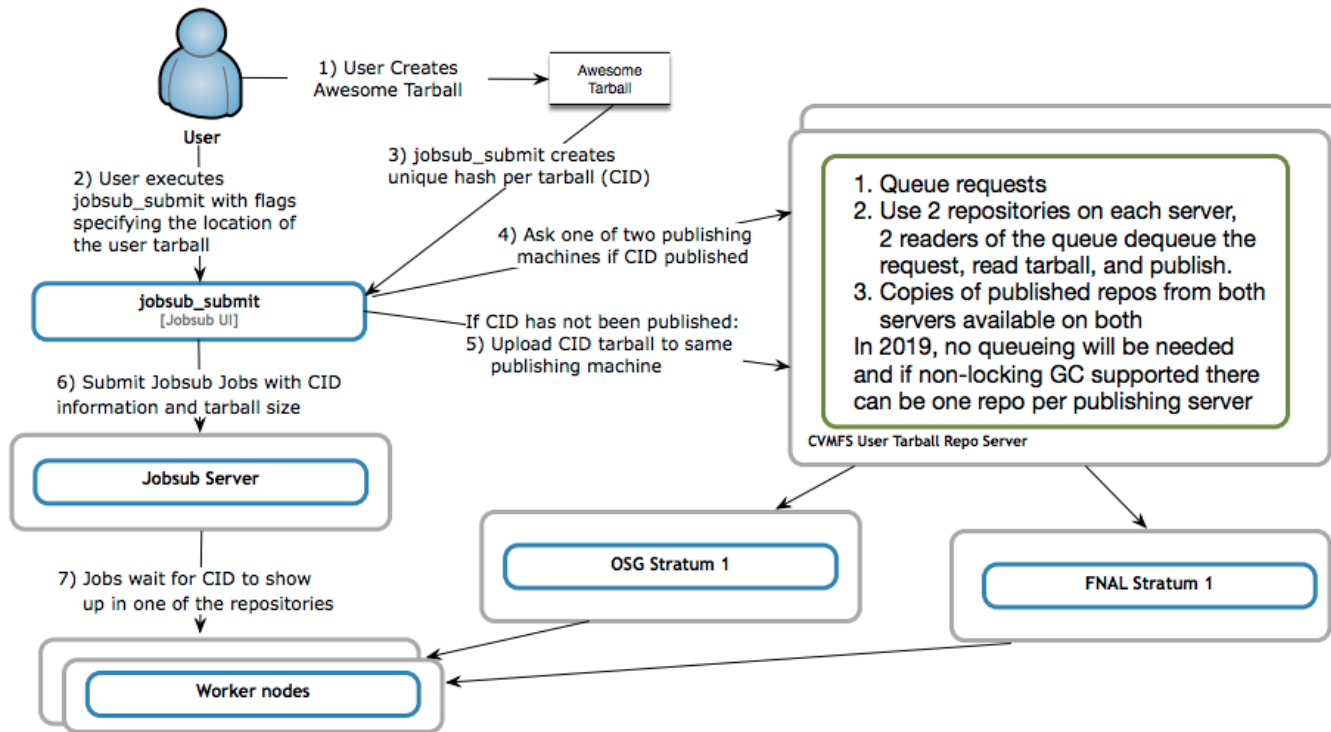 1) User Creates
Awesome Tarball
Awesome
Tarball
User
3) jobsub_submit creates
unique hash per tarball (CID)
2) User executes
jobsub_submit with flags
specifying the location of
the user tarball
4) Ask one of two publishing
machines if CID published
1. Queue requests
2. Use 2 repositories on each server,
2 readers of the queue dequeue the
request, read tarball, and publish.
3. Copies of published repos from both
servers available on both
In 2019, no queueing will be needed
and if non-locking GC supported there
can be one repo per publishing server
CVMFS User Tarball Repo Server
jobsub_submit
[Jobsub UI]
If CID has not been published:
5) Upload CID tarball to same
publishing machine
6) Submit Jobsub Jobs with CID
information and tarball size
Jobsub Server
OSG Stratum 1
FNAL Stratum 1
7) Jobs wait for CID to show
up in one of the repositories
Worker nodes